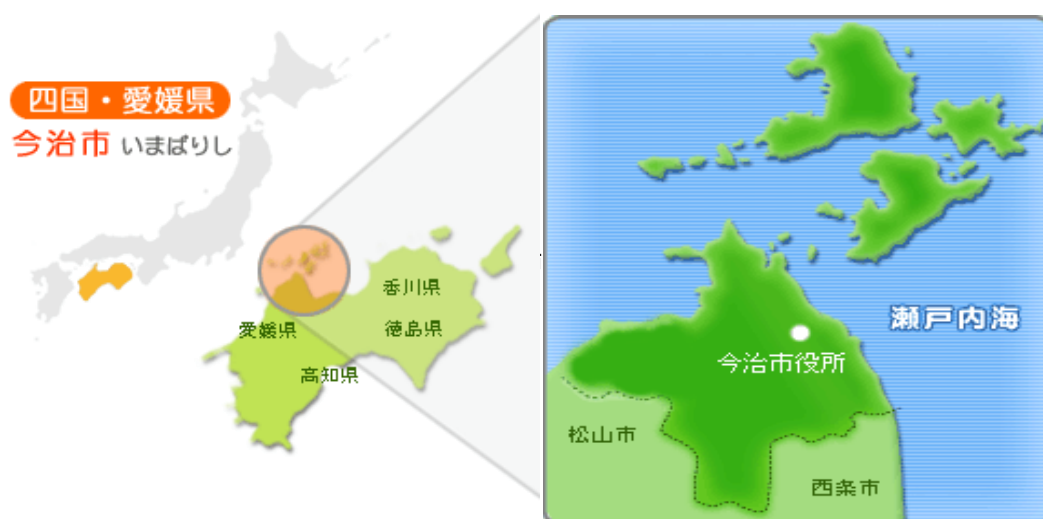 四国・愛媛県
今治市 いまばりし
香川県
愛媛県
徳島県
高知県
瀬戸内海
今治市役所
松山市
西条市